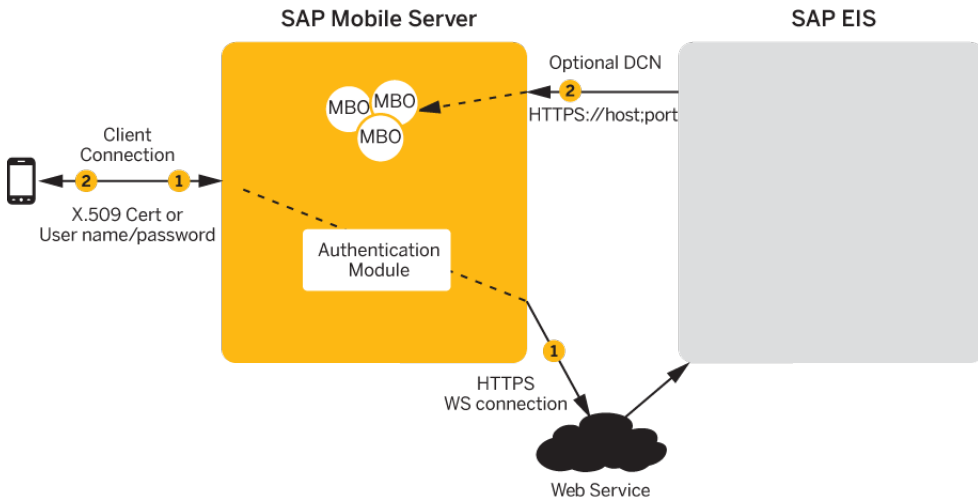 SAP Mobile Server
SAP EIS
Optional DCN
2
HTTPS://host;port
MBO
MBO
MBO
Client
Connection
2
1
X.509 Cert or
User name/password
Authentication
Module
1
HTTPS
WS connection
Web Service